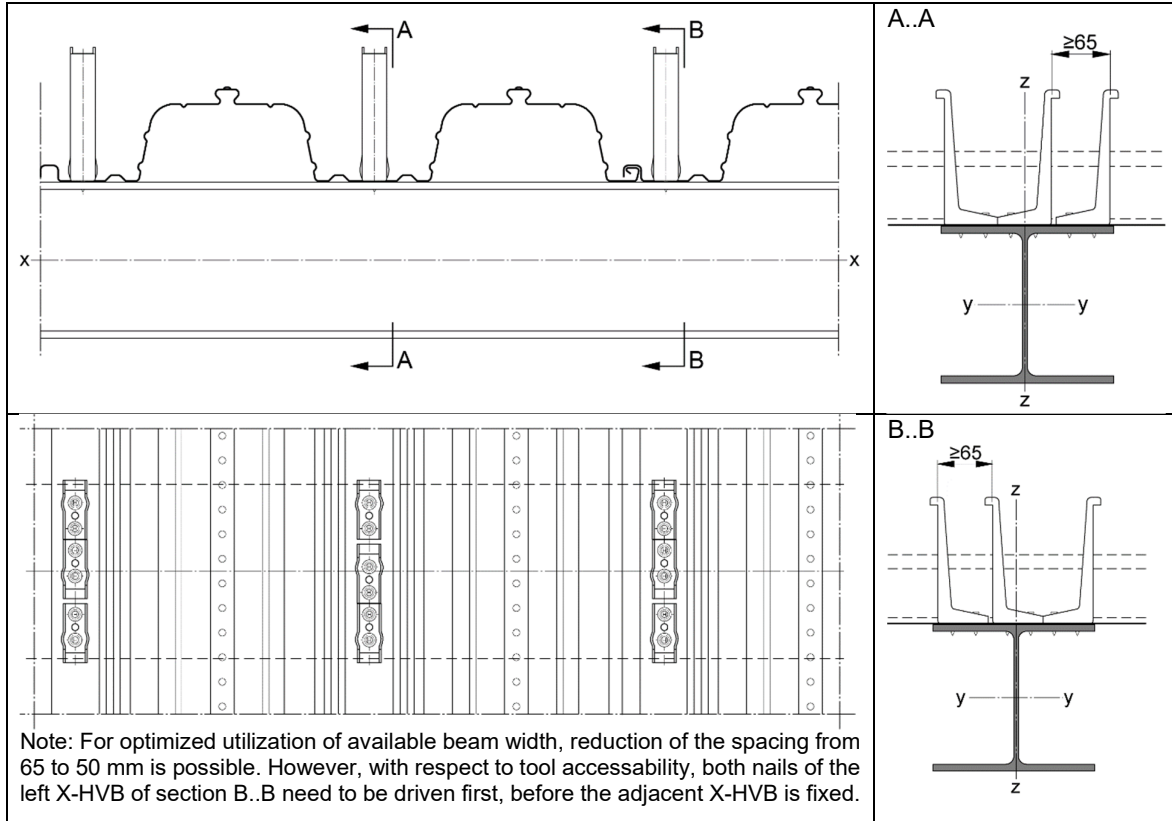 A
B
x
x
A
B
A..A
≥65
z
y
y
z
B..B
≥65
z
y
y
z
Note: For optimized utilization of available beam width, reduction of the spacing from
65 to 50 mm is possible. However, with respect to tool accessability, both nails of the
left X-HVB of section B..B need to be driven first, before the adjacent X-HVB is fixed.